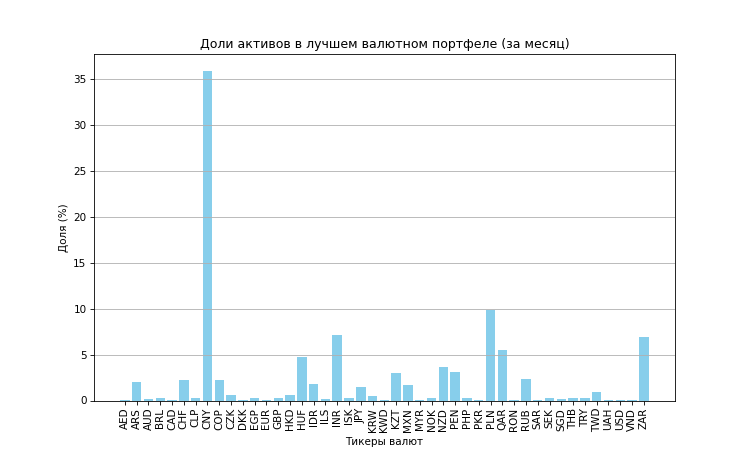 Доли активов в лучшем валютном портфеле (за месяц)
Доля (%)
35
30
25
20
15
10
5
0
AED
ARS
AUD
BRL
CAD
CHF
CLP
CNY
COP
CZK
DKK
EGP
EUR
GBP
HKD
HUF
IDR
ILS
INR
ISK
JPY
KRW
KWD
KZT
MXN
MYR
NOK
NZD
PEN
PHP
PKR
PLN
QAR
RON
RUB
SAR
SEK
SGD
THB
TRY
TWD
UAH
USD
VND
ZAR
Тикеры валют